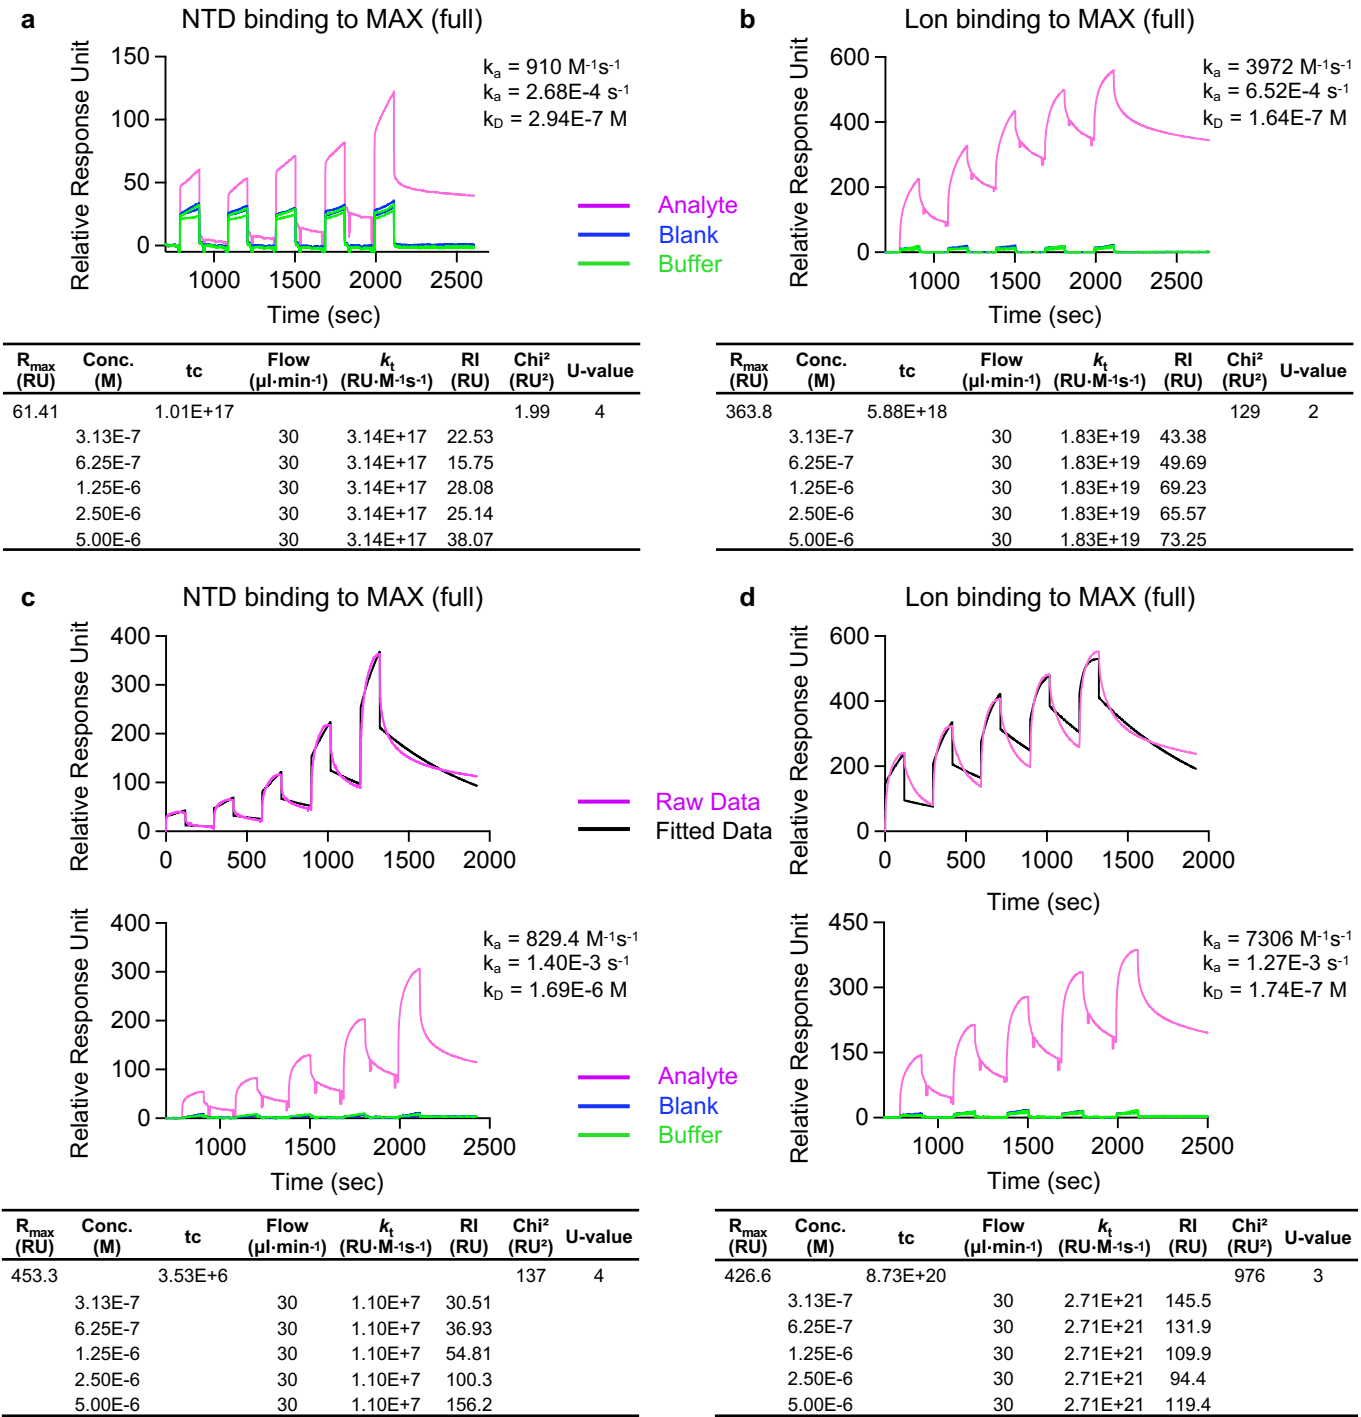 a NTD binding to MAX (full)
Relative Response Unit
150
100
50
0
1000 1500 2000 2500
Time (sec)
kₐ = 910 M⁻¹s⁻¹
kₐ = 2.68E-4 s⁻¹
k_D = 2.94E-7 M
Analyte
Blank
Buffer
b Lon binding to MAX (full)
Relative Response Unit
600
400
200
0
1000 1500 2000 2500
Time (sec)
kₐ = 3972 M⁻¹s⁻¹
kₐ = 6.52E-4 s⁻¹
k_D = 1.64E-7 M
R_max (RU) Conc. (M) tc Flow (µl·min⁻¹) k_t (RU·M⁻¹s⁻¹) RI (RU) Chi² (RU²) U-value
61.41 1.01E+17 1.99 4
3.13E-7 30 3.14E+17 22.53
6.25E-7 30 3.14E+17 15.75
1.25E-6 30 3.14E+17 28.08
2.50E-6 30 3.14E+17 25.14
5.00E-6 30 3.14E+17 38.07
R_max (RU) Conc. (M) tc Flow (µl·min⁻¹) k_t (RU·M⁻¹s⁻¹) RI (RU) Chi² (RU²) U-value
363.8 5.88E+18 129 2
3.13E-7 30 1.83E+19 43.38
6.25E-7 30 1.83E+19 49.69
1.25E-6 30 1.83E+19 69.23
2.50E-6 30 1.83E+19 65.57
5.00E-6 30 1.83E+19 73.25
c NTD binding to MAX (full)
Relative Response Unit
400
300
200
100
0
0 500 1000 1500 2000
Raw Data
Fitted Data
Relative Response Unit
400
300
200
100
0
1000 1500 2000 2500
Time (sec)
kₐ = 829.4 M⁻¹s⁻¹
kₐ = 1.40E-3 s⁻¹
k_D = 1.69E-6 M
Analyte
Blank
Buffer
d Lon binding to MAX (full)
Relative Response Unit
600
400
200
0
0 500 1000 1500 2000
Time (sec)
Relative Response Unit
450
300
150
0
1000 1500 2000 2500
Time (sec)
kₐ = 7306 M⁻¹s⁻¹
kₐ = 1.27E-3 s⁻¹
k_D = 1.74E-7 M
R_max (RU) Conc. (M) tc Flow (µl·min⁻¹) k_t (RU·M⁻¹s⁻¹) RI (RU) Chi² (RU²) U-value
453.3 3.53E+6 137 4
3.13E-7 30 1.10E+7 30.51
6.25E-7 30 1.10E+7 36.93
1.25E-6 30 1.10E+7 54.81
2.50E-6 30 1.10E+7 100.3
5.00E-6 30 1.10E+7 156.2
R_max (RU) Conc. (M) tc Flow (µl·min⁻¹) k_t (RU·M⁻¹s⁻¹) RI (RU) Chi² (RU²) U-value
426.6 8.73E+20 976 3
3.13E-7 30 2.71E+21 145.5
6.25E-7 30 2.71E+21 131.9
1.25E-6 30 2.71E+21 109.9
2.50E-6 30 2.71E+21 94.4
5.00E-6 30 2.71E+21 119.4